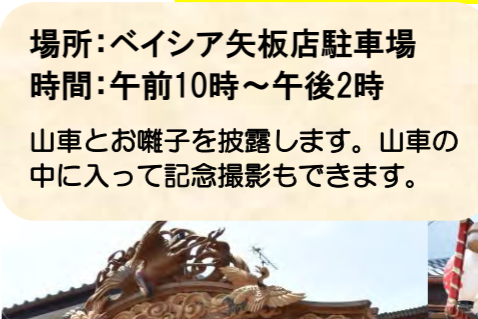 場所：ベイシア矢板店駐車場
時間：午前10時～午後2時
山車とお囃子を披露します。山車の
中に入って記念撮影もできます。